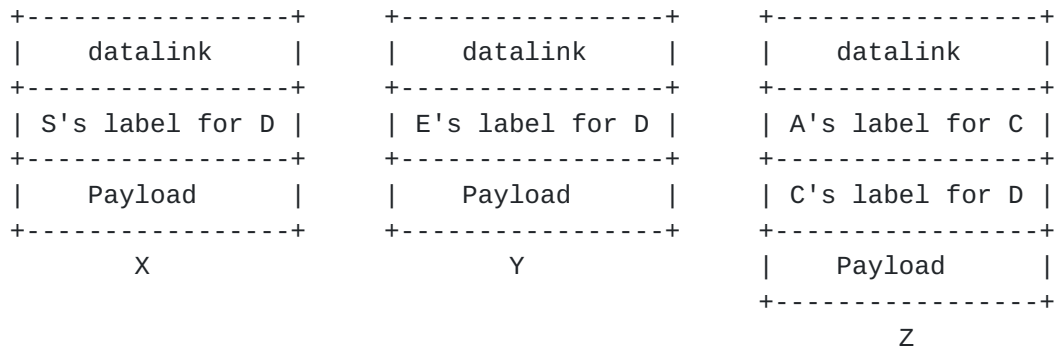 +-----------------+     +-----------------+     +-----------------+
|     datalink     |     |     datalink     |     |     datalink     |
+-----------------+     +-----------------+     +-----------------+
| S's label for D |     | E's label for D |     | A's label for C |
+-----------------+     +-----------------+     +-----------------+
|     Payload      |     |     Payload      |     | C's label for D |
+-----------------+     +-----------------+     +-----------------+
        X                       Y               |     Payload      |
                                                +-----------------+
                                                        Z